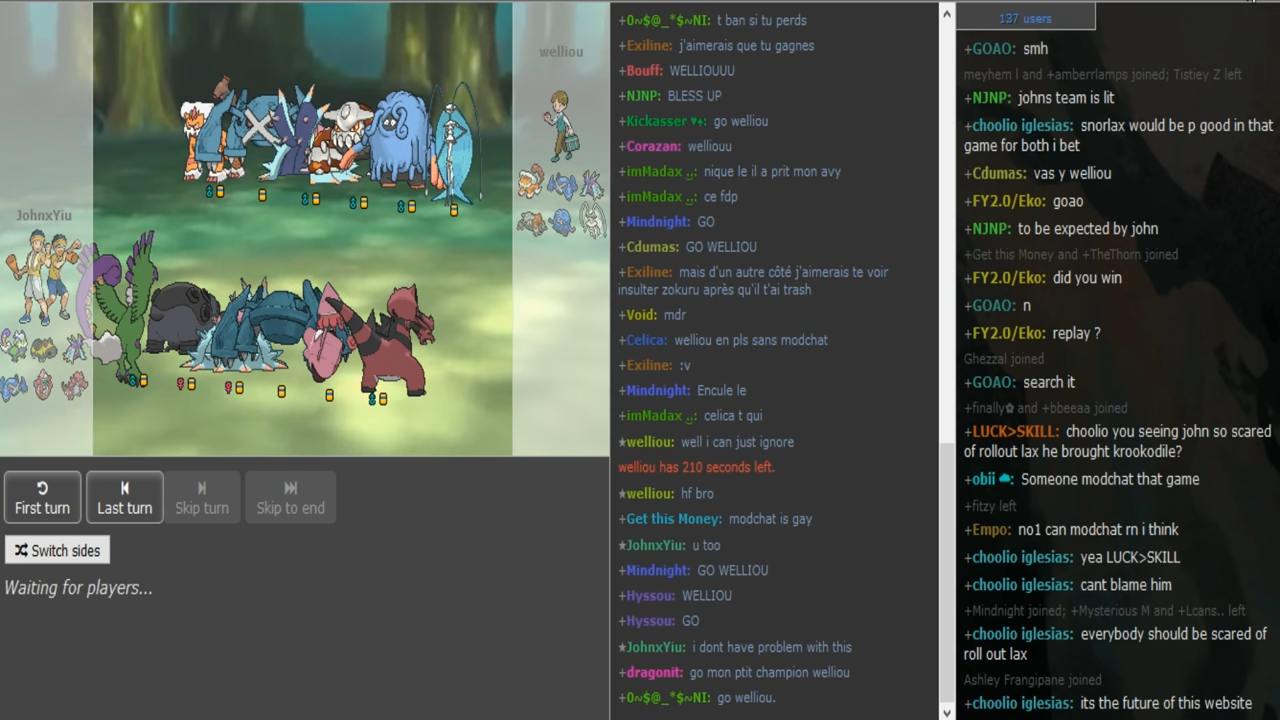 welliou
JohnxYiu
First turn
Last turn
Skip turn
Skip to end
Switch sides
Waiting for players...
+0~$@_*$~NI: t ban si tu perds
+Exiline: j'aimerais que tu gagnes
+Bouff: WELLIOUUU
+NJNP: BLESS UP
+Kickasser ♥♠: go welliou
+Corazan: welliouu
+imMadax ._.: nique le il a prit mon avy
+imMadax ._.: ce fdp
+Mindnight: GO
+Cdumas: GO WELLIOU
+Exiline: mais d'un autre côté j'aimerais te voir
insulter zokuru après qu'il t'ai trash
+Void: mdr
+Celica: welliou en pls sans modchat
+Exiline: :v
+Mindnight: Encule le
+imMadax ._.: celica t qui
★welliou: well i can just ignore
welliou has 210 seconds left.
★welliou: hf bro
+Get this Money: modchat is gay
★JohnxYiu: u too
+Mindnight: GO WELLIOU
+Hyssou: WELLIOU
+Hyssou: GO
★JohnxYiu: i dont have problem with this
+dragonit: go mon ptit champion welliou
+0~$@_*$~NI: go welliou.
137 users
+GOAO: smh
meyhem l and +amberrlamps joined; Tistiey Z left
+NJNP: johns team is lit
+choolio iglesias: snorlax would be p good in that
game for both i bet
+Cdumas: vas y welliou
+FY2.0/Eko: goao
+NJNP: to be expected by john
+Get this Money and +TheThorn joined
+FY2.0/Eko: did you win
+GOAO: n
+FY2.0/Eko: replay ?
Ghezzal joined
+GOAO: search it
+finally✿ and +bbeeaa joined
+LUCK>SKILL: choolio you seeing john so scared
of rollout lax he brought krookodile?
+obii ☁: Someone modchat that game
+fitzy left
+Empo: no1 can modchat rn i think
+choolio iglesias: yea LUCK>SKILL
+choolio iglesias: cant blame him
+Mindnight joined; +Mysterious M and +Lcans.. left
+choolio iglesias: everybody should be scared of
roll out lax
Ashley Frangipane joined
+choolio iglesias: its the future of this website